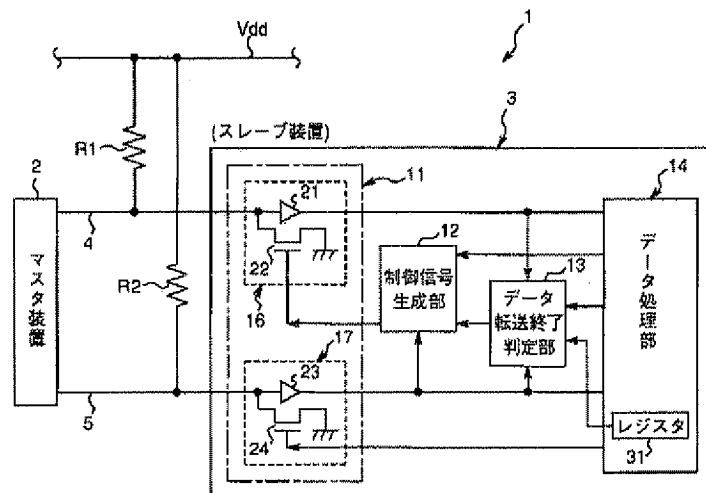 Vdd
1
(スレーブ装置)
3
R1
2
11
21
14
4
12
13
22
16
17
R2
マスタ装置
制御信号
生成部
データ
転送終了
判定部
データ処理部
23
5
24
レジスタ
31